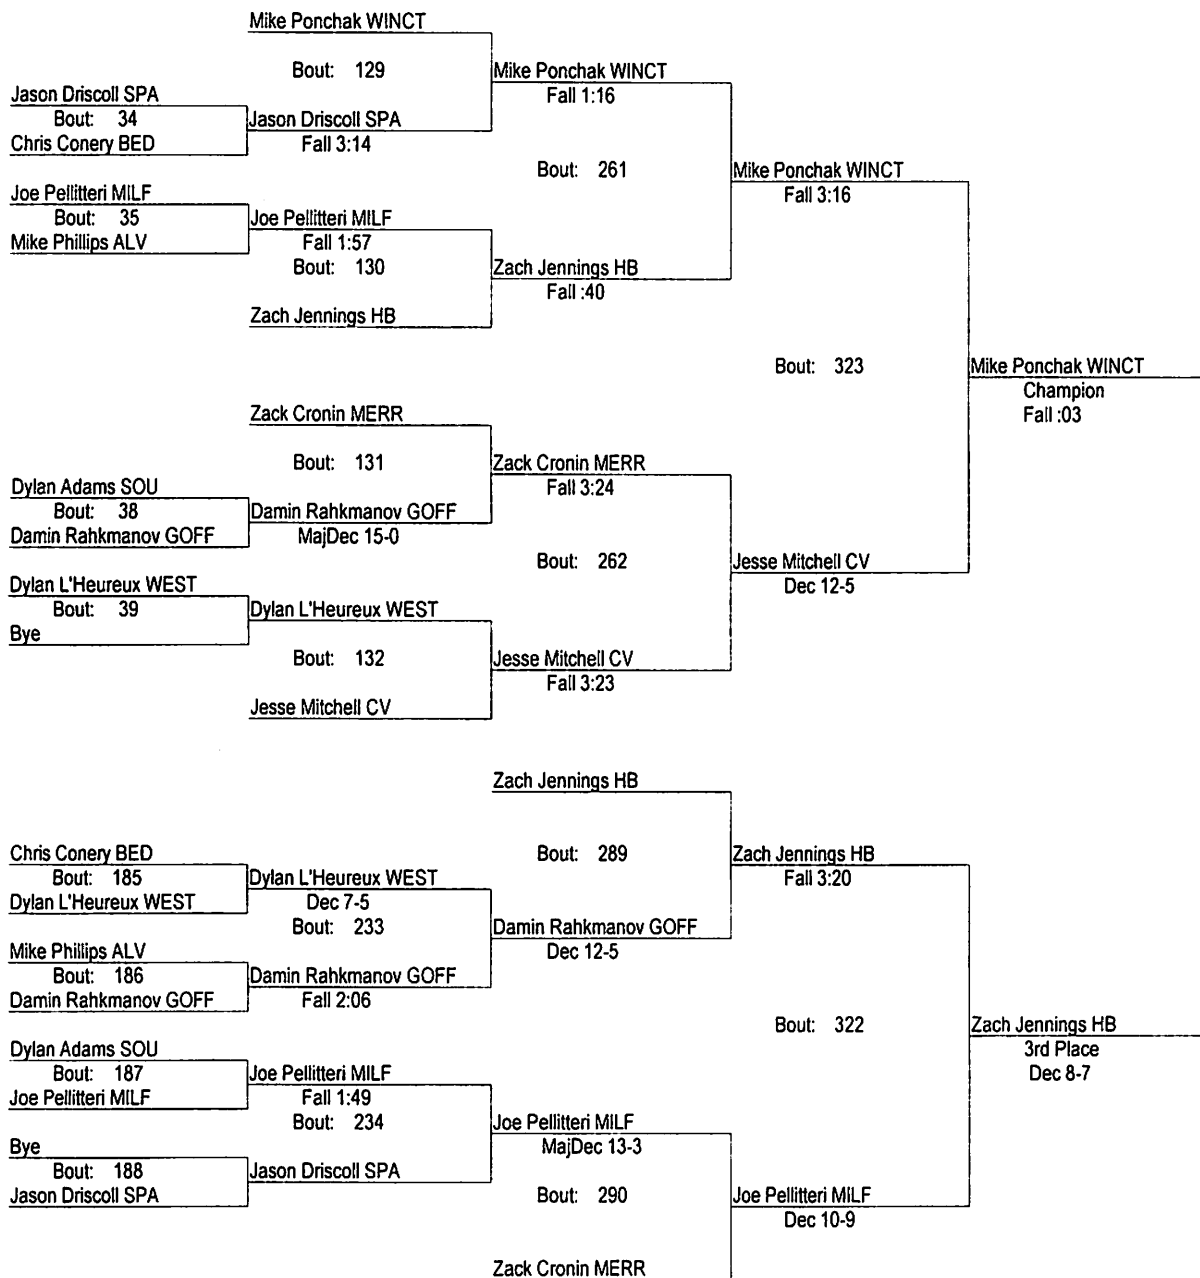 Mike Ponchak WINCT
Bout: 129
Mike Ponchak WINCT
Fall 1:16
Jason Driscoll SPA
Bout: 34
Chris Conery BED
Jason Driscoll SPA
Fall 3:14
Bout: 261
Mike Ponchak WINCT
Fall 3:16
Joe Pellitteri MILF
Bout: 35
Mike Phillips ALV
Joe Pellitteri MILF
Fall 1:57
Bout: 130
Zach Jennings HB
Fall :40
Zach Jennings HB
Bout: 323
Mike Ponchak WINCT
Champion
Fall :03
Zack Cronin MERR
Bout: 131
Zack Cronin MERR
Fall 3:24
Dylan Adams SOU
Bout: 38
Damin Rahkmanov GOFF
Damin Rahkmanov GOFF
MajDec 15-0
Bout: 262
Jesse Mitchell CV
Dec 12-5
Dylan L'Heureux WEST
Bout: 39
Bye
Dylan L'Heureux WEST
Bout: 132
Jesse Mitchell CV
Fall 3:23
Jesse Mitchell CV
Zach Jennings HB
Bout: 289
Zach Jennings HB
Fall 3:20
Chris Conery BED
Bout: 185
Dylan L'Heureux WEST
Dylan L'Heureux WEST
Dec 7-5
Bout: 233
Damin Rahkmanov GOFF
Dec 12-5
Mike Phillips ALV
Bout: 186
Damin Rahkmanov GOFF
Damin Rahkmanov GOFF
Fall 2:06
Bout: 322
Zach Jennings HB
3rd Place
Dec 8-7
Dylan Adams SOU
Bout: 187
Joe Pellitteri MILF
Joe Pellitteri MILF
Fall 1:49
Bout: 234
Joe Pellitteri MILF
MajDec 13-3
Bye
Bout: 188
Jason Driscoll SPA
Jason Driscoll SPA
Bout: 290
Joe Pellitteri MILF
Dec 10-9
Zack Cronin MERR